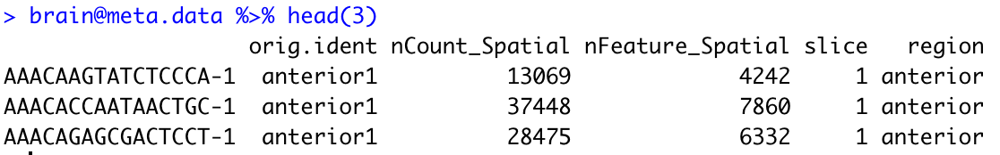 > brain@meta.data %>% head(3)
orig.ident nCount_Spatial nFeature_Spatial slice region
AAACAAGTATCTCCCA-1 anterior1 13069 4242 1 anterior
AAACACCAATAACTGC-1 anterior1 37448 7860 1 anterior
AAACAGAGCGACTCCT-1 anterior1 28475 6332 1 anterior